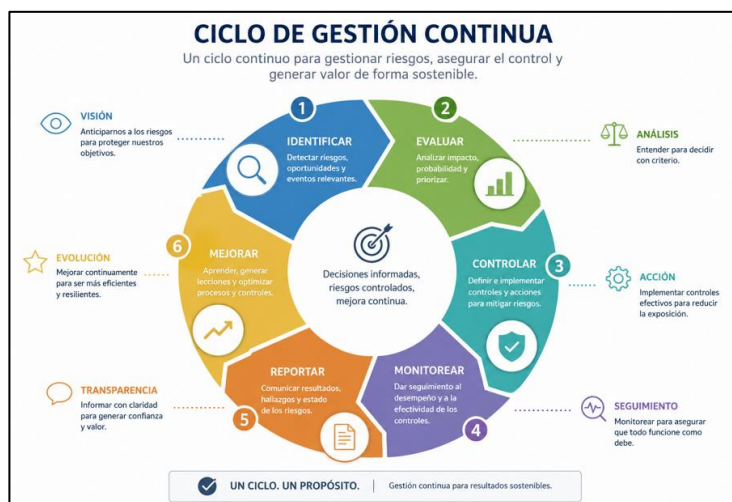 CICLO DE GESTIÓN CONTINUA
Un ciclo continuo para gestionar riesgos, asegurar el control y
generar valor de forma sostenible.
1
IDENTIFICAR
Detectar riesgos,
oportunidades y
eventos relevantes.
VISIÓN
Anticiparnos a los riesgos
para proteger nuestros
objetivos.
2
EVALUAR
Analizar impacto,
probabilidad y
priorizar.
ANÁLISIS
Entender para decidir
con criterio.
3
CONTROLAR
Definir e implementar
controles y acciones
para mitigar riesgos.
ACCIÓN
Implementar controles
efectivos para reducir
la exposición.
4
MONITOREAR
Dar seguimiento al
desempeño y a la
efectividad de los
controles.
SEGUIMIENTO
Monitorear para asegurar
que todo funcione como
debe.
5
REPORTAR
Comunicar resultados,
hallazgos y estado
de los riesgos.
TRANSPARENCIA
Informar con claridad
para generar confianza
y valor.
6
MEJORAR
Aprender, generar
lecciones y optimizar
procesos y controles.
EVOLUCIÓN
Mejorar continuamente
para ser más eficientes
y resilientes.
Decisiones informadas,
riesgos controlados,
mejora continua.
UN CICLO. UN PROPÓSITO. | Gestión continua para resultados sostenibles.